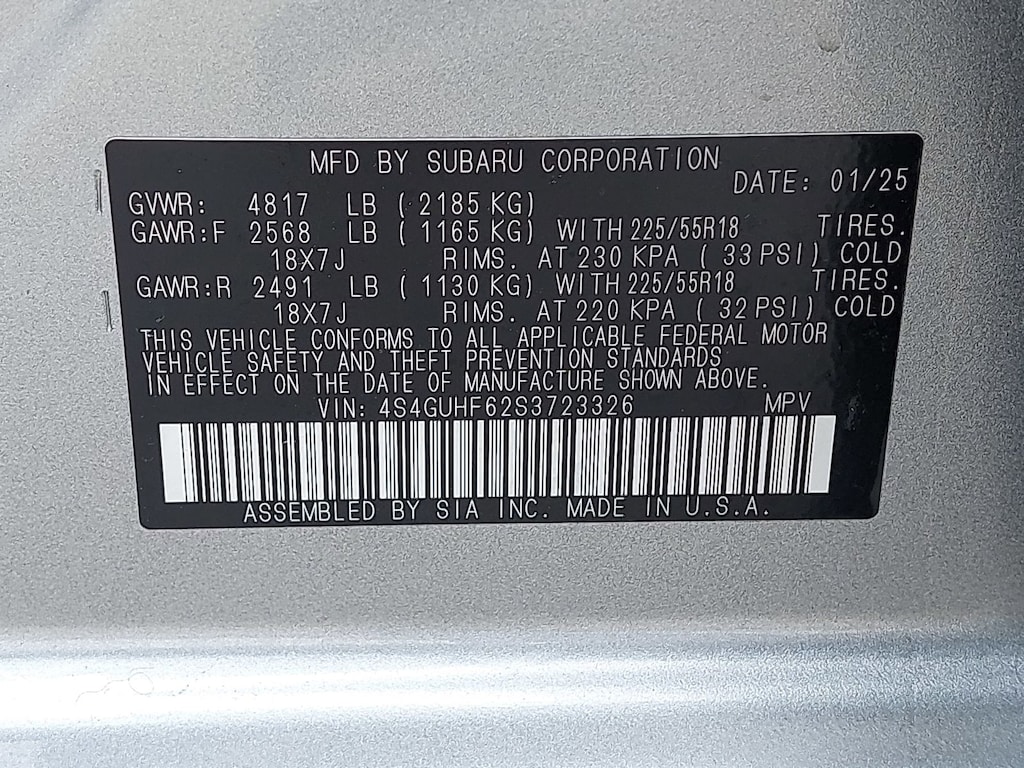 MFD BY SUBARU CORPORATION
DATE: 01/25
GVWR: 4817 LB ( 2185 KG)
GAWR:F 2568 LB ( 1165 KG) WITH 225/55R18 TIRES.
18X7J RIMS. AT 230 KPA ( 33 PSI) COLD
GAWR:R 2491 LB ( 1130 KG) WITH 225/55R18 TIRES.
18X7J RIMS. AT 220 KPA ( 32 PSI) COLD
THIS VEHICLE CONFORMS TO ALL APPLICABLE FEDERAL MOTOR
VEHICLE SAFETY AND THEFT PREVENTION STANDARDS
IN EFFECT ON THE DATE OF MANUFACTURE SHOWN ABOVE.
VIN: 4S4GUHF62S3723326 MPV
ASSEMBLED BY SIA INC. MADE IN U.S.A.